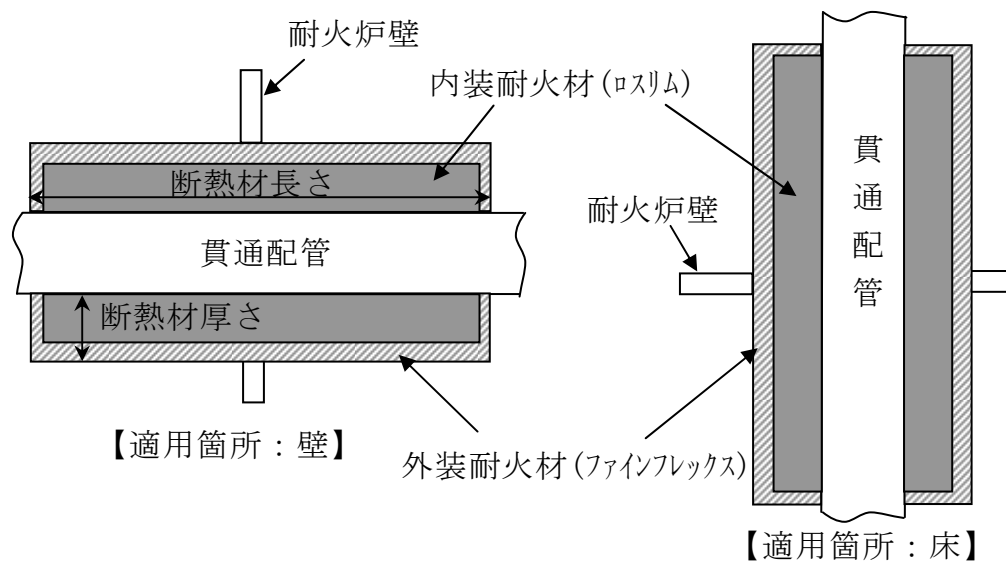 耐火炉壁
内装耐火材(ﾛｽﾘﾑ)
断熱材長さ
貫通配管
断熱材厚さ
【適用箇所：壁】
外装耐火材(ﾌｧｲﾝﾌﾚｯｸｽ)
耐火炉壁
貫通配管
【適用箇所：床】